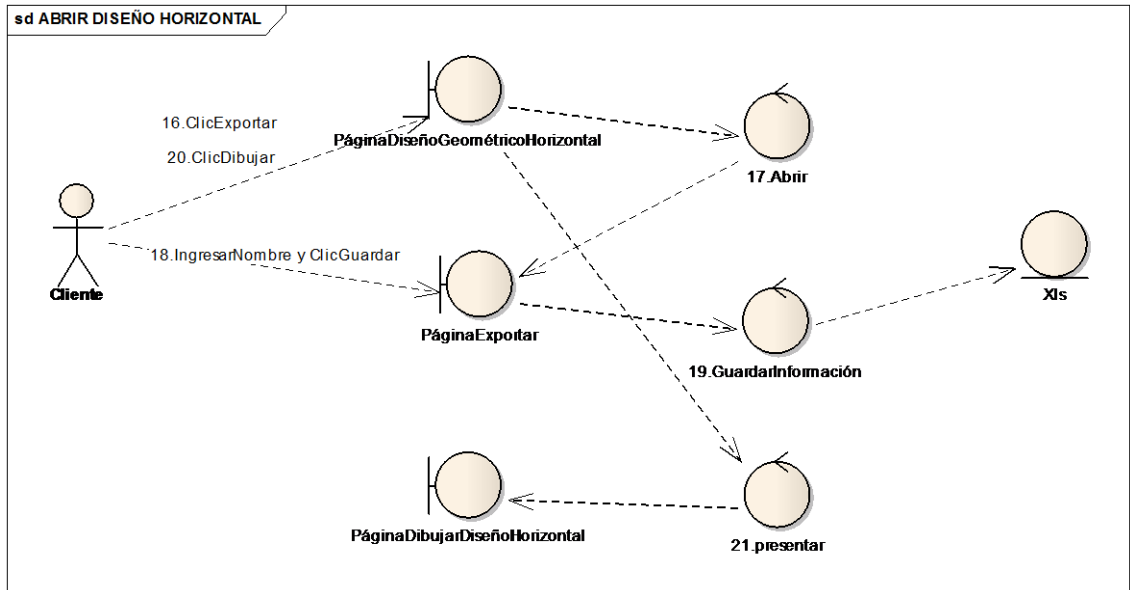 sd ABRIR DISEÑO HORIZONTAL
16.ClicExportar
PáginaDiseñoGeométricoHorizontal
20.ClicDibujar
17.Abrir
18.IngresarNombre y ClicGuardar
Cliente
Xls
PáginaExportar
19.GuardarInformación
PáginaDibujarDiseñoHorizontal
21.presentar